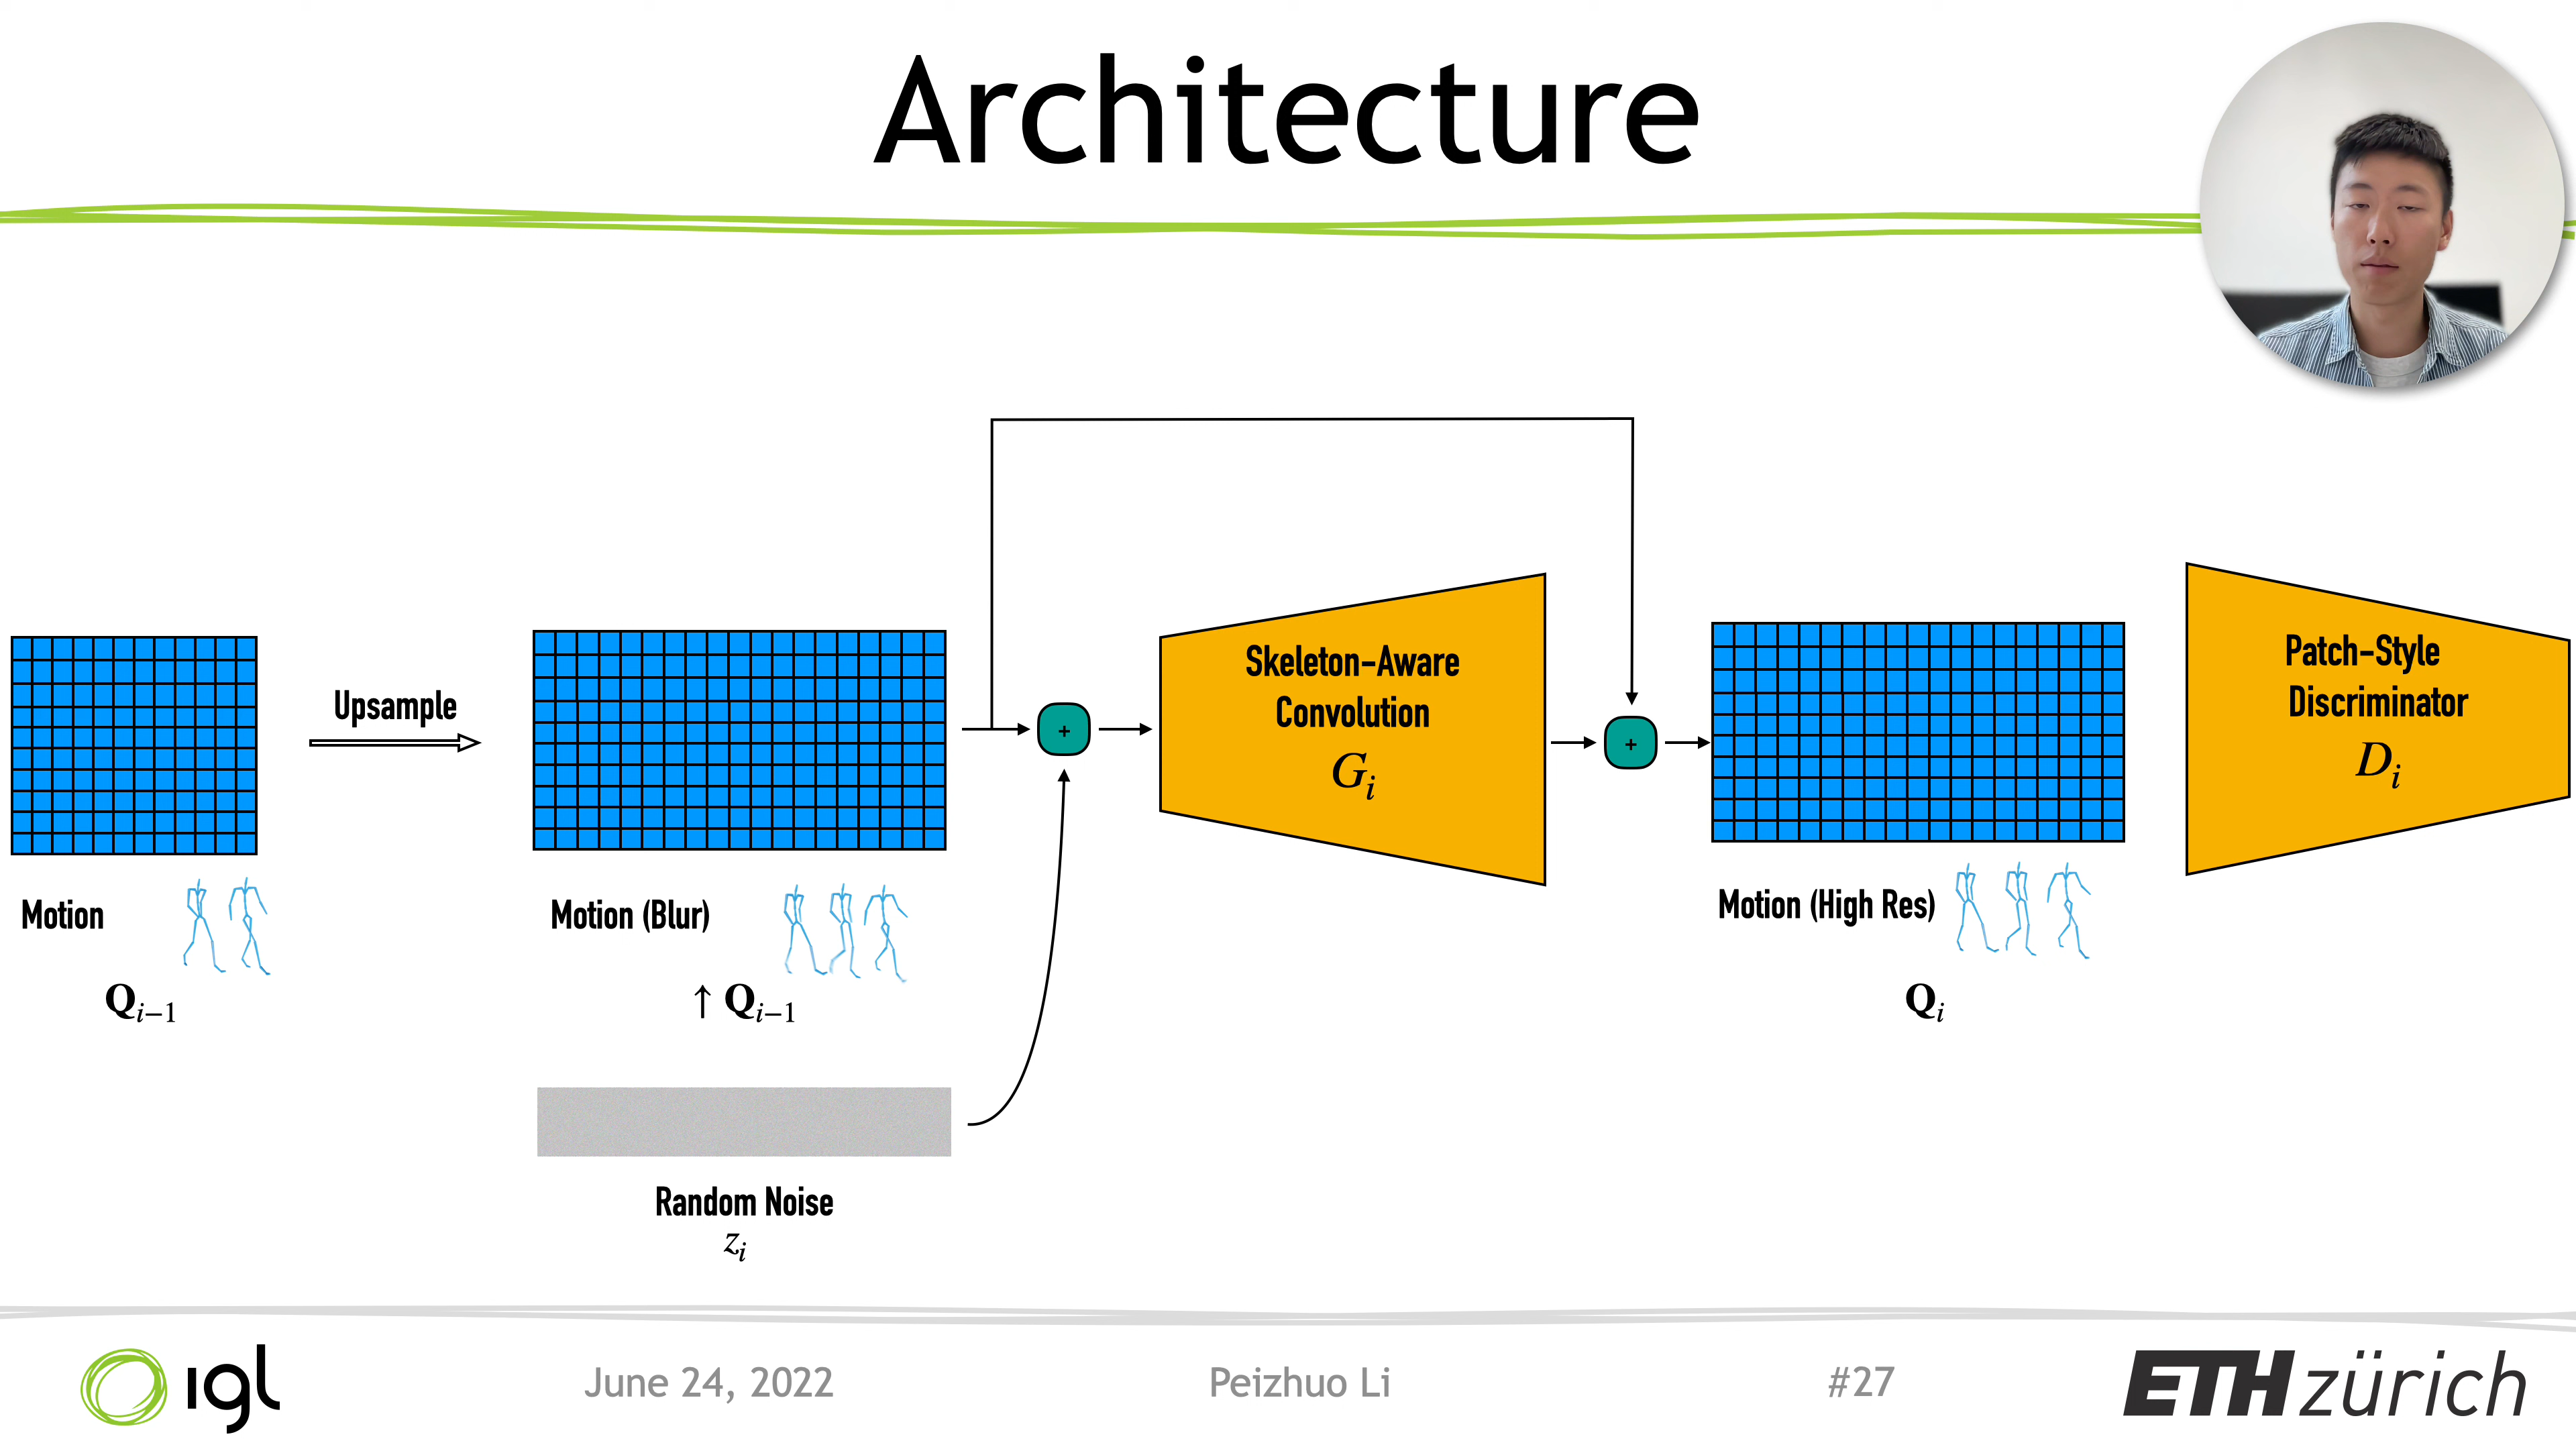 Architecture
Upsample
+
Skeleton-Aware
Convolution
G_i
+
Patch-Style
Discriminator
D_i
Motion
Q_{i−1}
Motion (Blur)
↑ Q_{i−1}
Motion (High Res)
Q_i
Random Noise
z_i
igl
June 24, 2022
Peizhuo Li
#27
ETH zürich